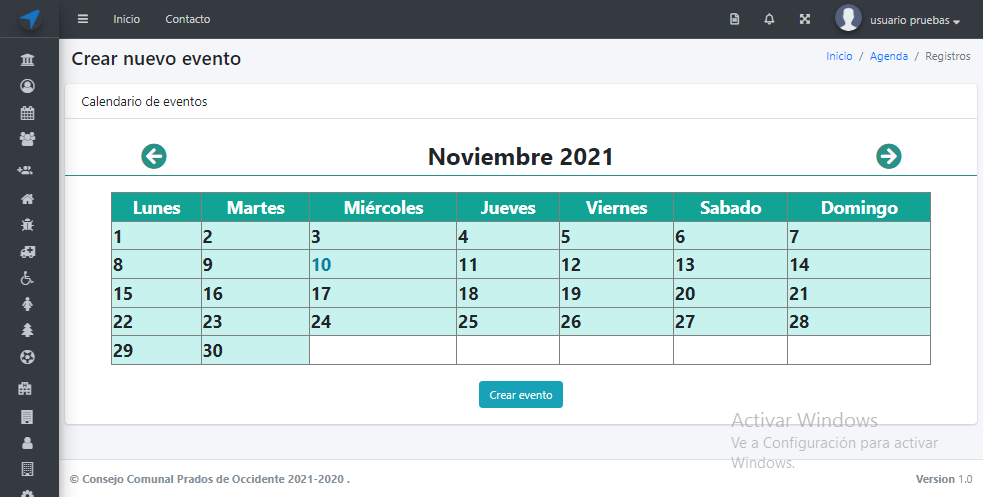 Inicio Contacto usuario pruebas
Crear nuevo evento Inicio / Agenda / Registros
Calendario de eventos
Noviembre 2021
Lunes Martes Miércoles Jueves Viernes Sabado Domingo
1 2 3 4 5 6 7
8 9 10 11 12 13 14
15 16 17 18 19 20 21
22 23 24 25 26 27 28
29 30
Crear evento
Activar Windows
Ve a Configuración para activar
Windows.
© Consejo Comunal Prados de Occidente 2021-2020 . Version 1.0